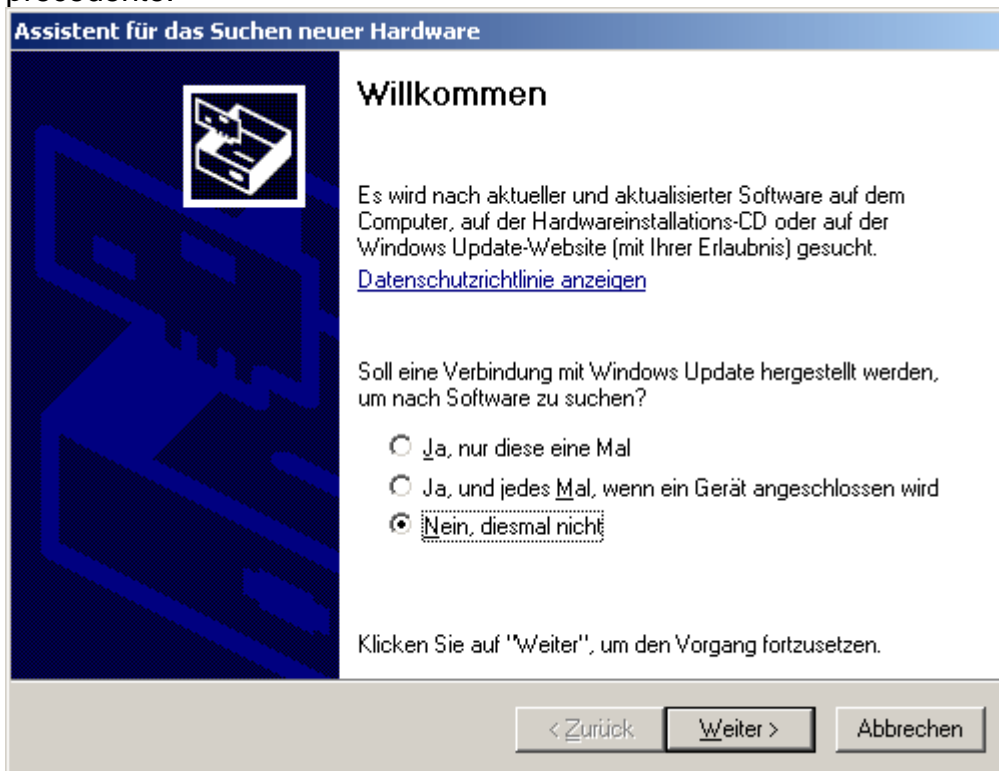 Assistent für das Suchen neuer Hardware
Willkommen
Es wird nach aktueller und aktualisierter Software auf dem
Computer, auf der Hardwareinstallations-CD oder auf der
Windows Update-Website (mit Ihrer Erlaubnis) gesucht.
Datenschutzrichtlinie anzeigen
Soll eine Verbindung mit Windows Update hergestellt werden,
um nach Software zu suchen?
Ja, nur diese eine Mal
Ja, und jedes Mal, wenn ein Gerät angeschlossen wird
Nein, diesmal nicht
Klicken Sie auf "Weiter", um den Vorgang fortzusetzen.
< Zurück Weiter > Abbrechen